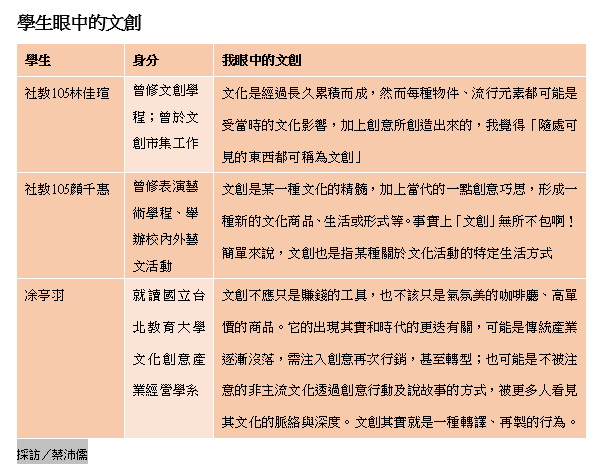 學生眼中的文創
學生 身分 我眼中的文創
社教105林佳瑄
曾修文創學
程；曾於文
創市集工作
文化是經過長久累積而成，然而每種物件、流行元素都可能是
受當時的文化影響，加上創意所創造出來的，我覺得「隨處可
見的東西都可稱為文創」
社教105顏千惠
曾修表演藝
術學程、舉
辦校內外藝
文活動
文創是某一種文化的精髓，加上當代的一點創意巧思，形成一
種新的文化商品、生活或形式等。事實上「文創」無所不包啊！
簡單來說，文創也是指某種關於文化活動的特定生活方式
凃亭羽
就讀國立台
北教育大學
文化創意產
業經營學系
文創不應只是賺錢的工具，也不該只是氣氛美的咖啡廳、高單
價的商品。它的出現其實和時代的更迭有關，可能是傳統產業
逐漸沒落，需注入創意再次行銷，甚至轉型；也可能是不被注
意的非主流文化透過創意行動及說故事的方式，被更多人看見
其文化的脈絡與深度。文創其實就是一種轉譯、再製的行為。
採訪／蔡沛儒